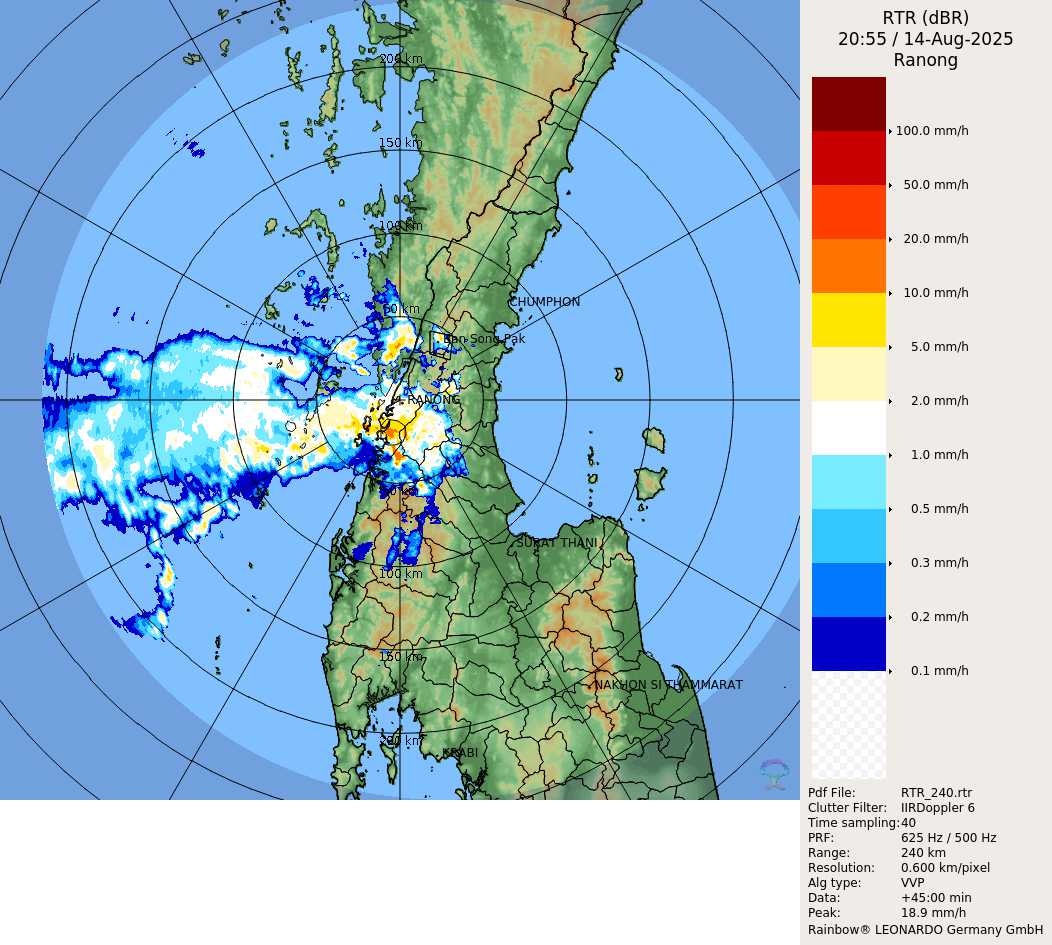 RTR (dBR)
20:55 / 14-Aug-2025
Ranong
200 km
150 km
100 km
50 km
CHUMPHON
Ban Song Pak
RANONG
SURAT THANI
100 km
150 km
NAKHON SI THAMMARAT
200 km
KRABI
100.0 mm/h
50.0 mm/h
20.0 mm/h
10.0 mm/h
5.0 mm/h
2.0 mm/h
1.0 mm/h
0.5 mm/h
0.3 mm/h
0.2 mm/h
0.1 mm/h
Pdf File: RTR_240.rtr
Clutter Filter: IIRDoppler 6
Time sampling:40
PRF: 625 Hz / 500 Hz
Range: 240 km
Resolution: 0.600 km/pixel
Alg type: VVP
Data: +45:00 min
Peak: 18.9 mm/h
Rainbow® LEONARDO Germany GmbH